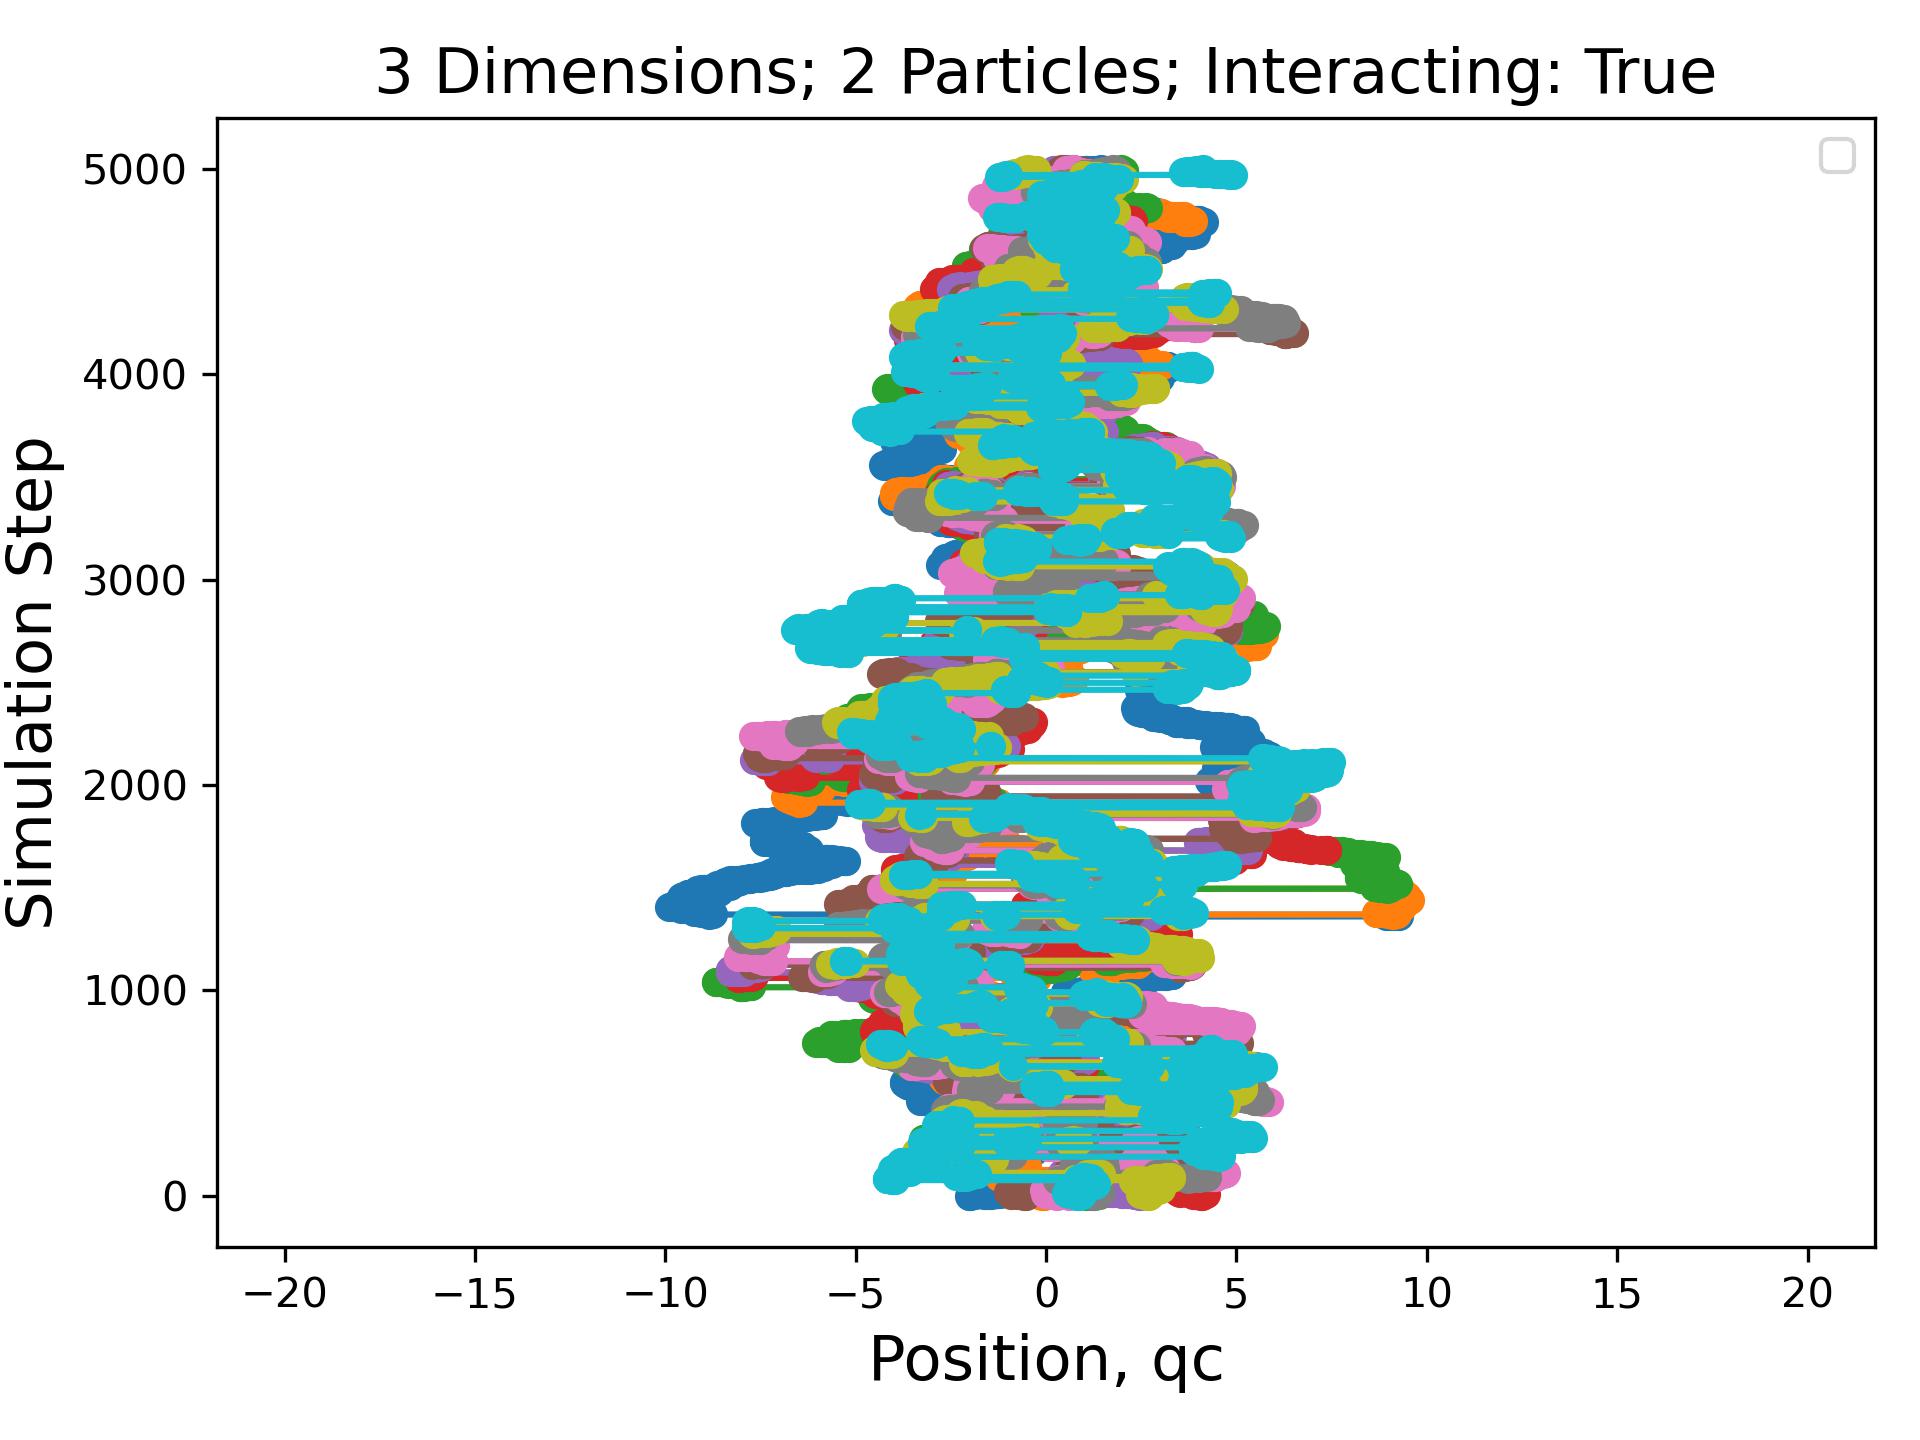 3 Dimensions; 2 Particles; Interacting: True
Simulation Step
5000
4000
3000
2000
1000
0
−20 −15 −10 −5 0 5 10 15 20
Position, qc